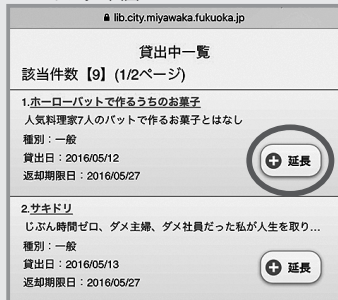 lib.city.miyawaka.fukuoka.jp
貸出中一覧
該当件数【9】(1/2ページ)
1.ホーローバットで作るうちのお菓子
人気料理家7人のバットで作るお菓子とはなし
種別：一般
貸出日：2016/05/12
返却期限日：2016/05/27
延長
2.サキドリ
じぶん時間ゼロ、ダメ主婦、ダメ社員だった私が人生を取り...
種別：一般
貸出日：2016/05/13
返却期限日：2016/05/27
延長